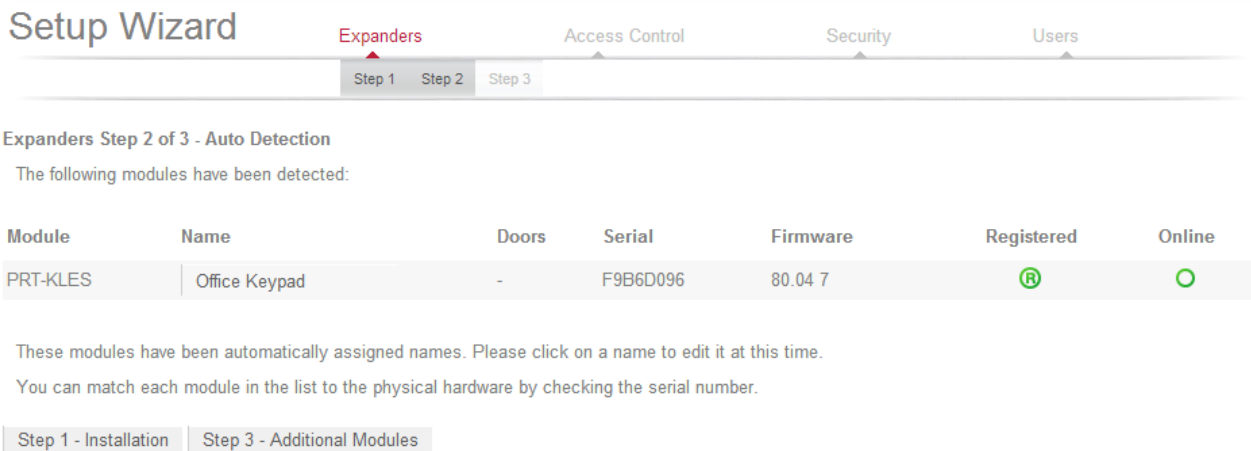 Setup Wizard
Expanders Access Control Security Users
Step 1 Step 2 Step 3
Expanders Step 2 of 3 - Auto Detection
The following modules have been detected:
Module Name Doors Serial Firmware Registered Online
PRT-KLES Office Keypad - F9B6D096 80.04 7 ®
These modules have been automatically assigned names. Please click on a name to edit it at this time.
You can match each module in the list to the physical hardware by checking the serial number.
Step 1 - Installation Step 3 - Additional Modules